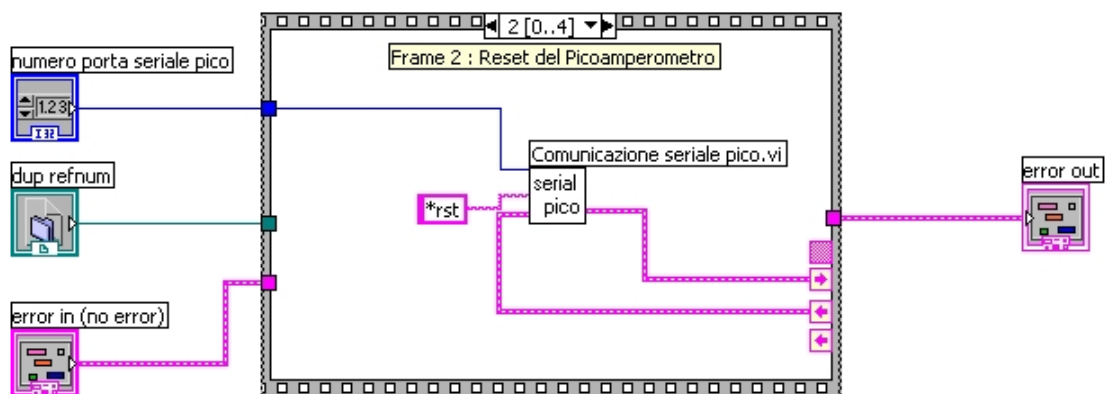 2 [0..4]
Frame 2 : Reset del Picoamperometro
numero porta seriale pico
1.23
I32
Comunicazione seriale pico.vi
dup refnum
serial
pico
*rst
error out
error in (no error)